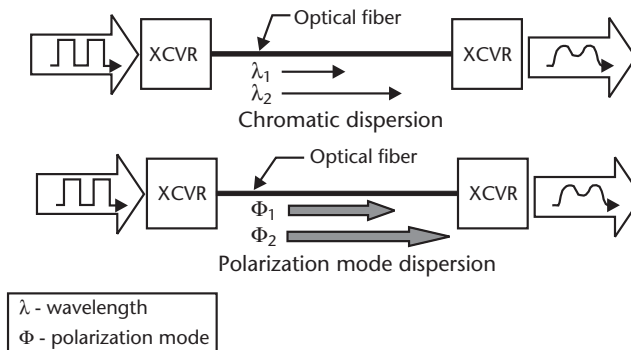 Optical fiber
XCVR
XCVR
λ₁
λ₂
Chromatic dispersion
Optical fiber
XCVR
XCVR
Φ₁
Φ₂
Polarization mode dispersion
λ - wavelength
Φ - polarization mode